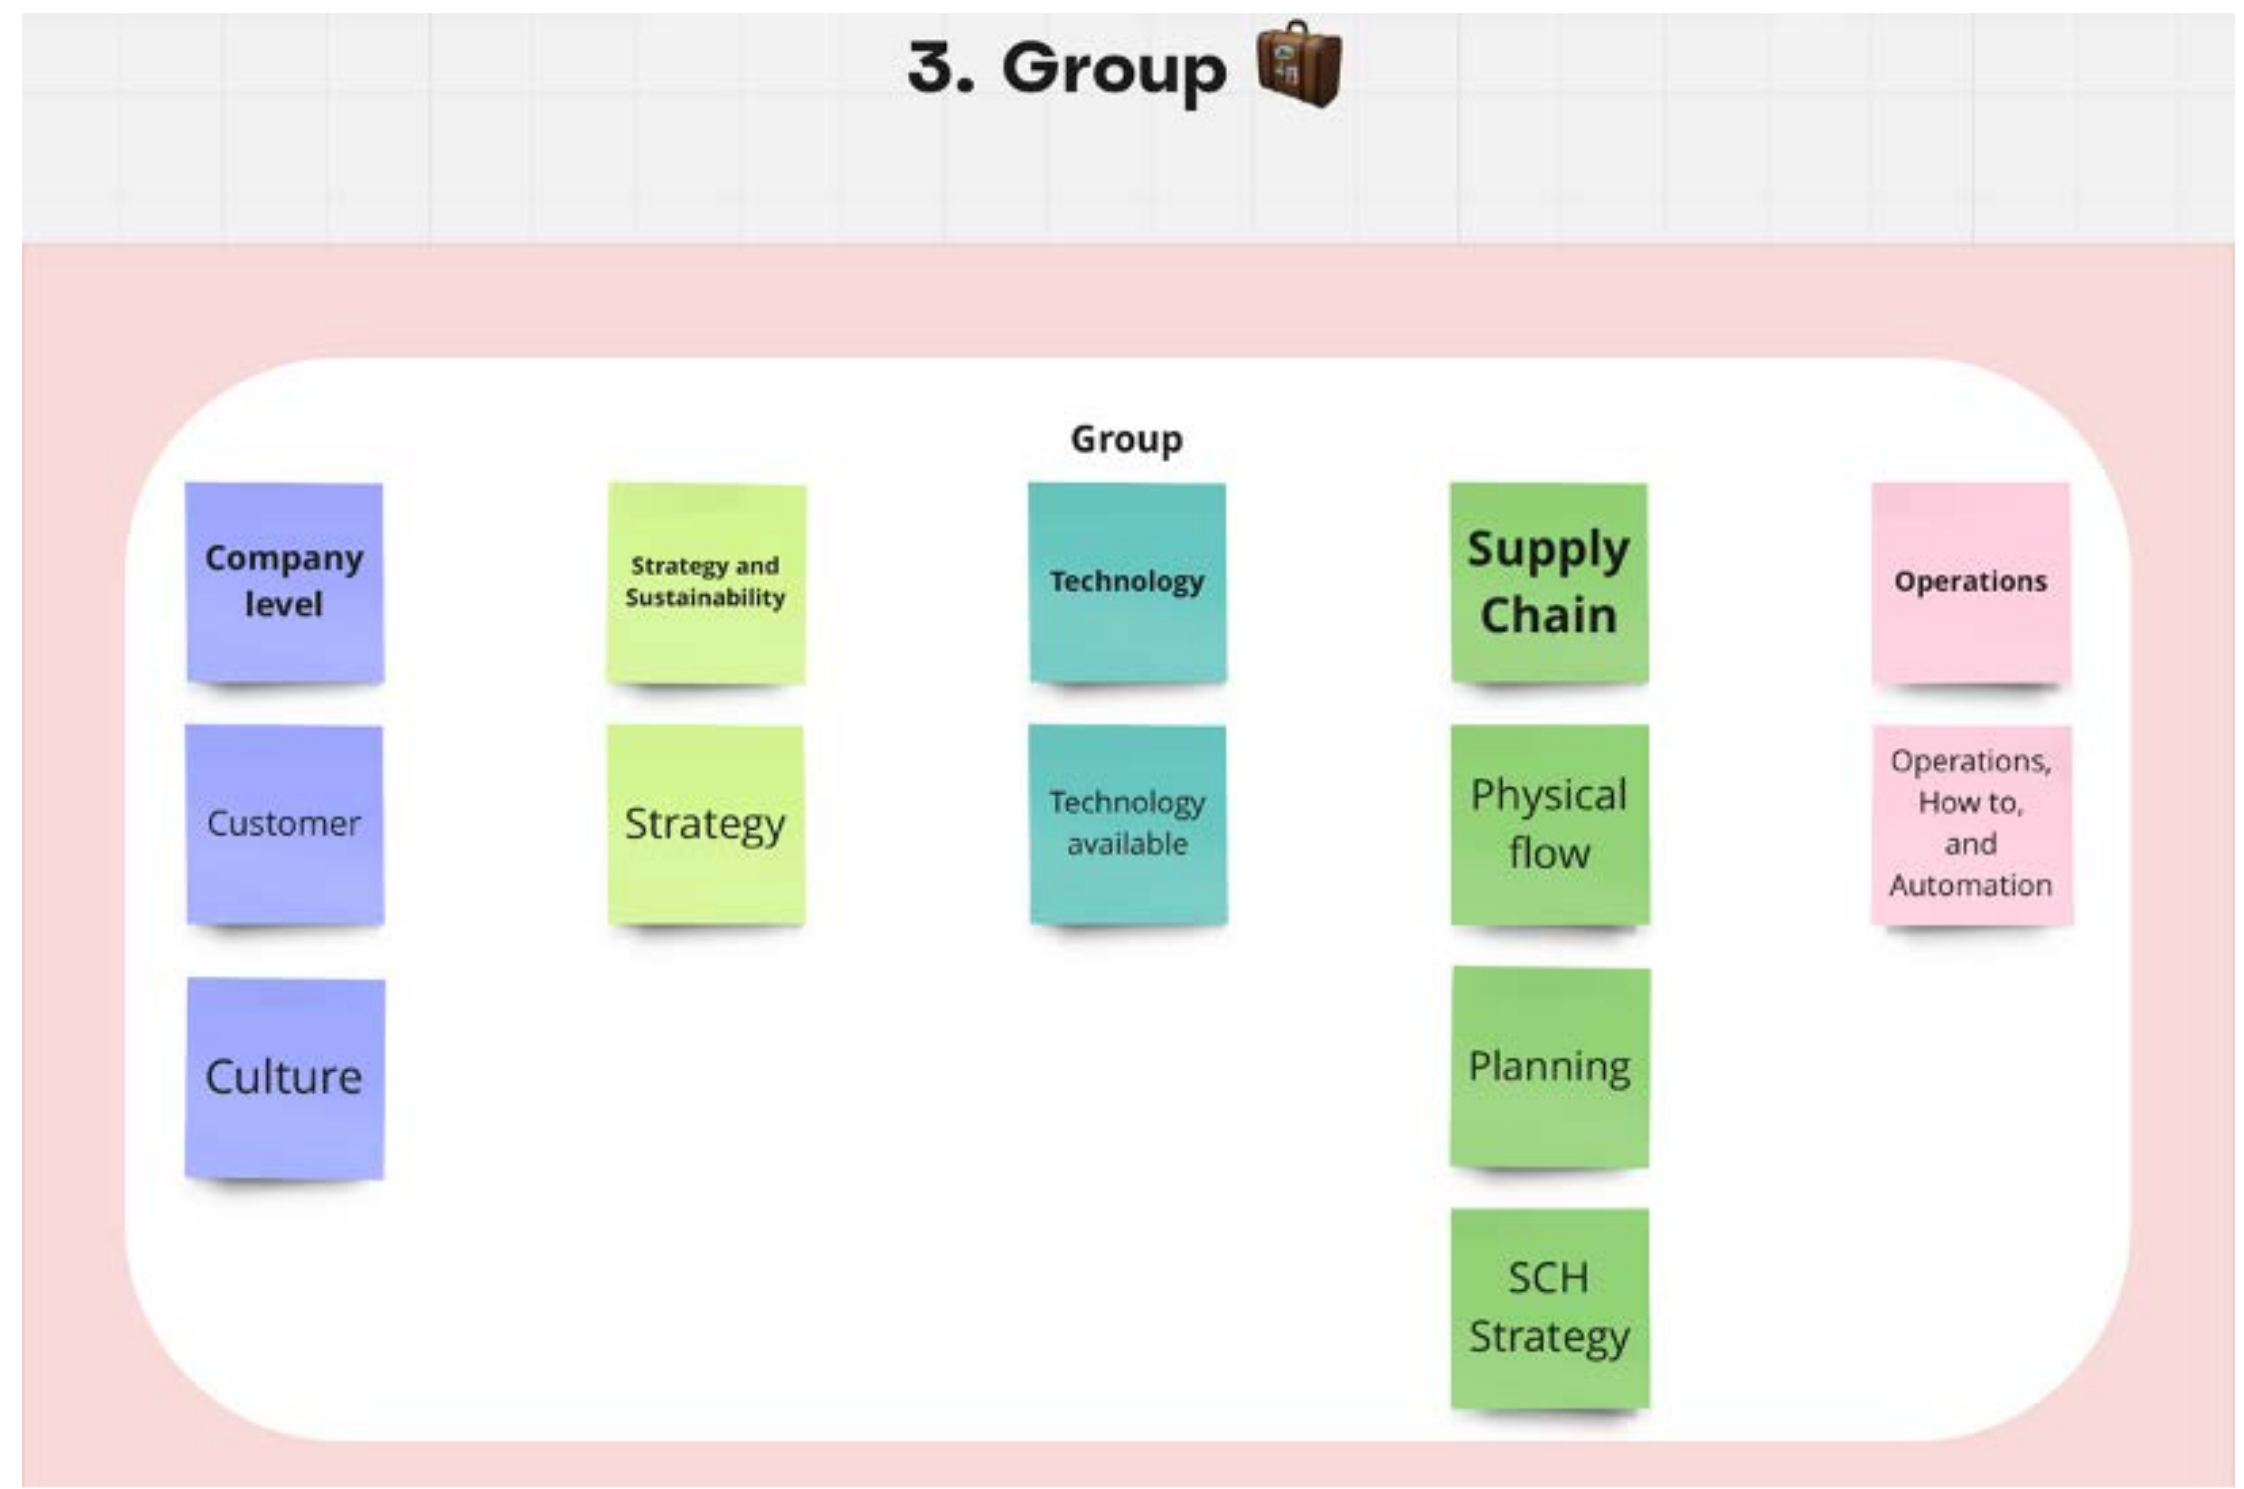 3. Group
Group
Company
level
Strategy and
Sustainability
Technology
Supply
Chain
Operations
Customer
Strategy
Technology
available
Physical
flow
Operations,
How to,
and
Automation
Culture
Planning
SCH
Strategy